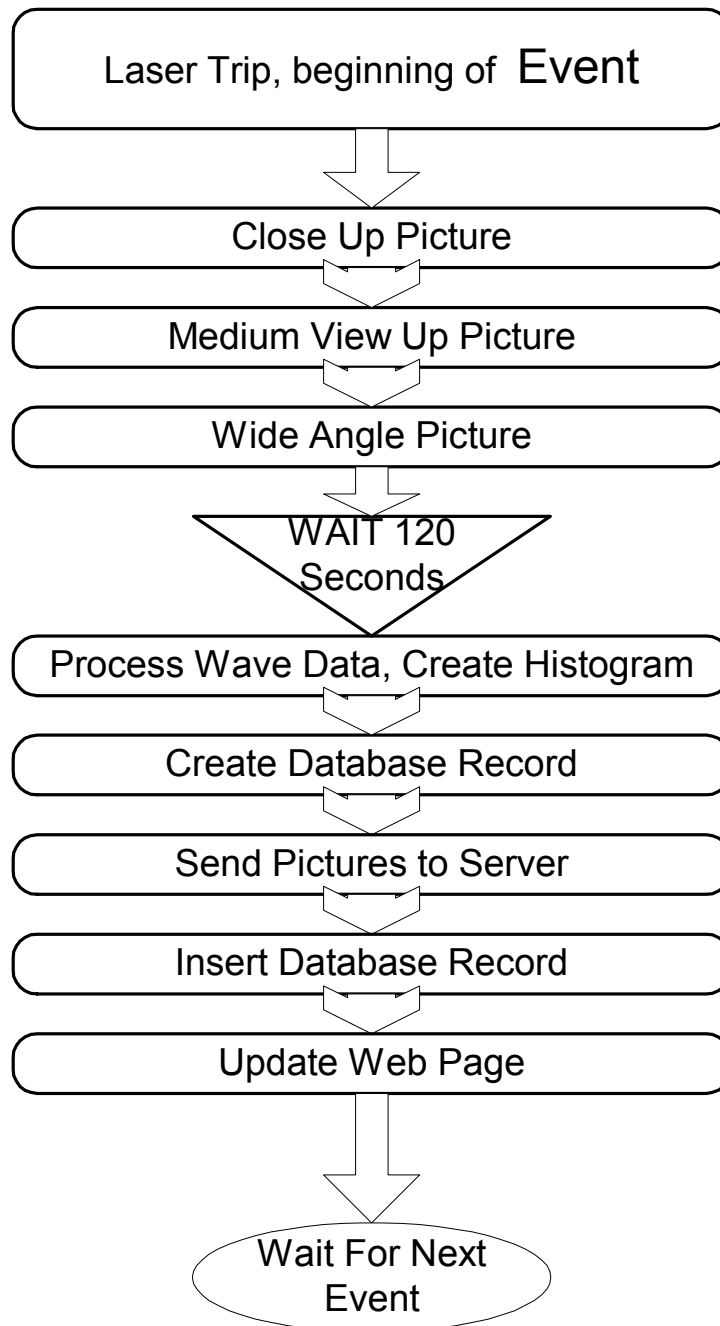 Laser Trip, beginning of Event
Close Up Picture
Medium View Up Picture
Wide Angle Picture
WAIT 120
Seconds
Process Wave Data, Create Histogram
Create Database Record
Send Pictures to Server
Insert Database Record
Update Web Page
Wait For Next
Event